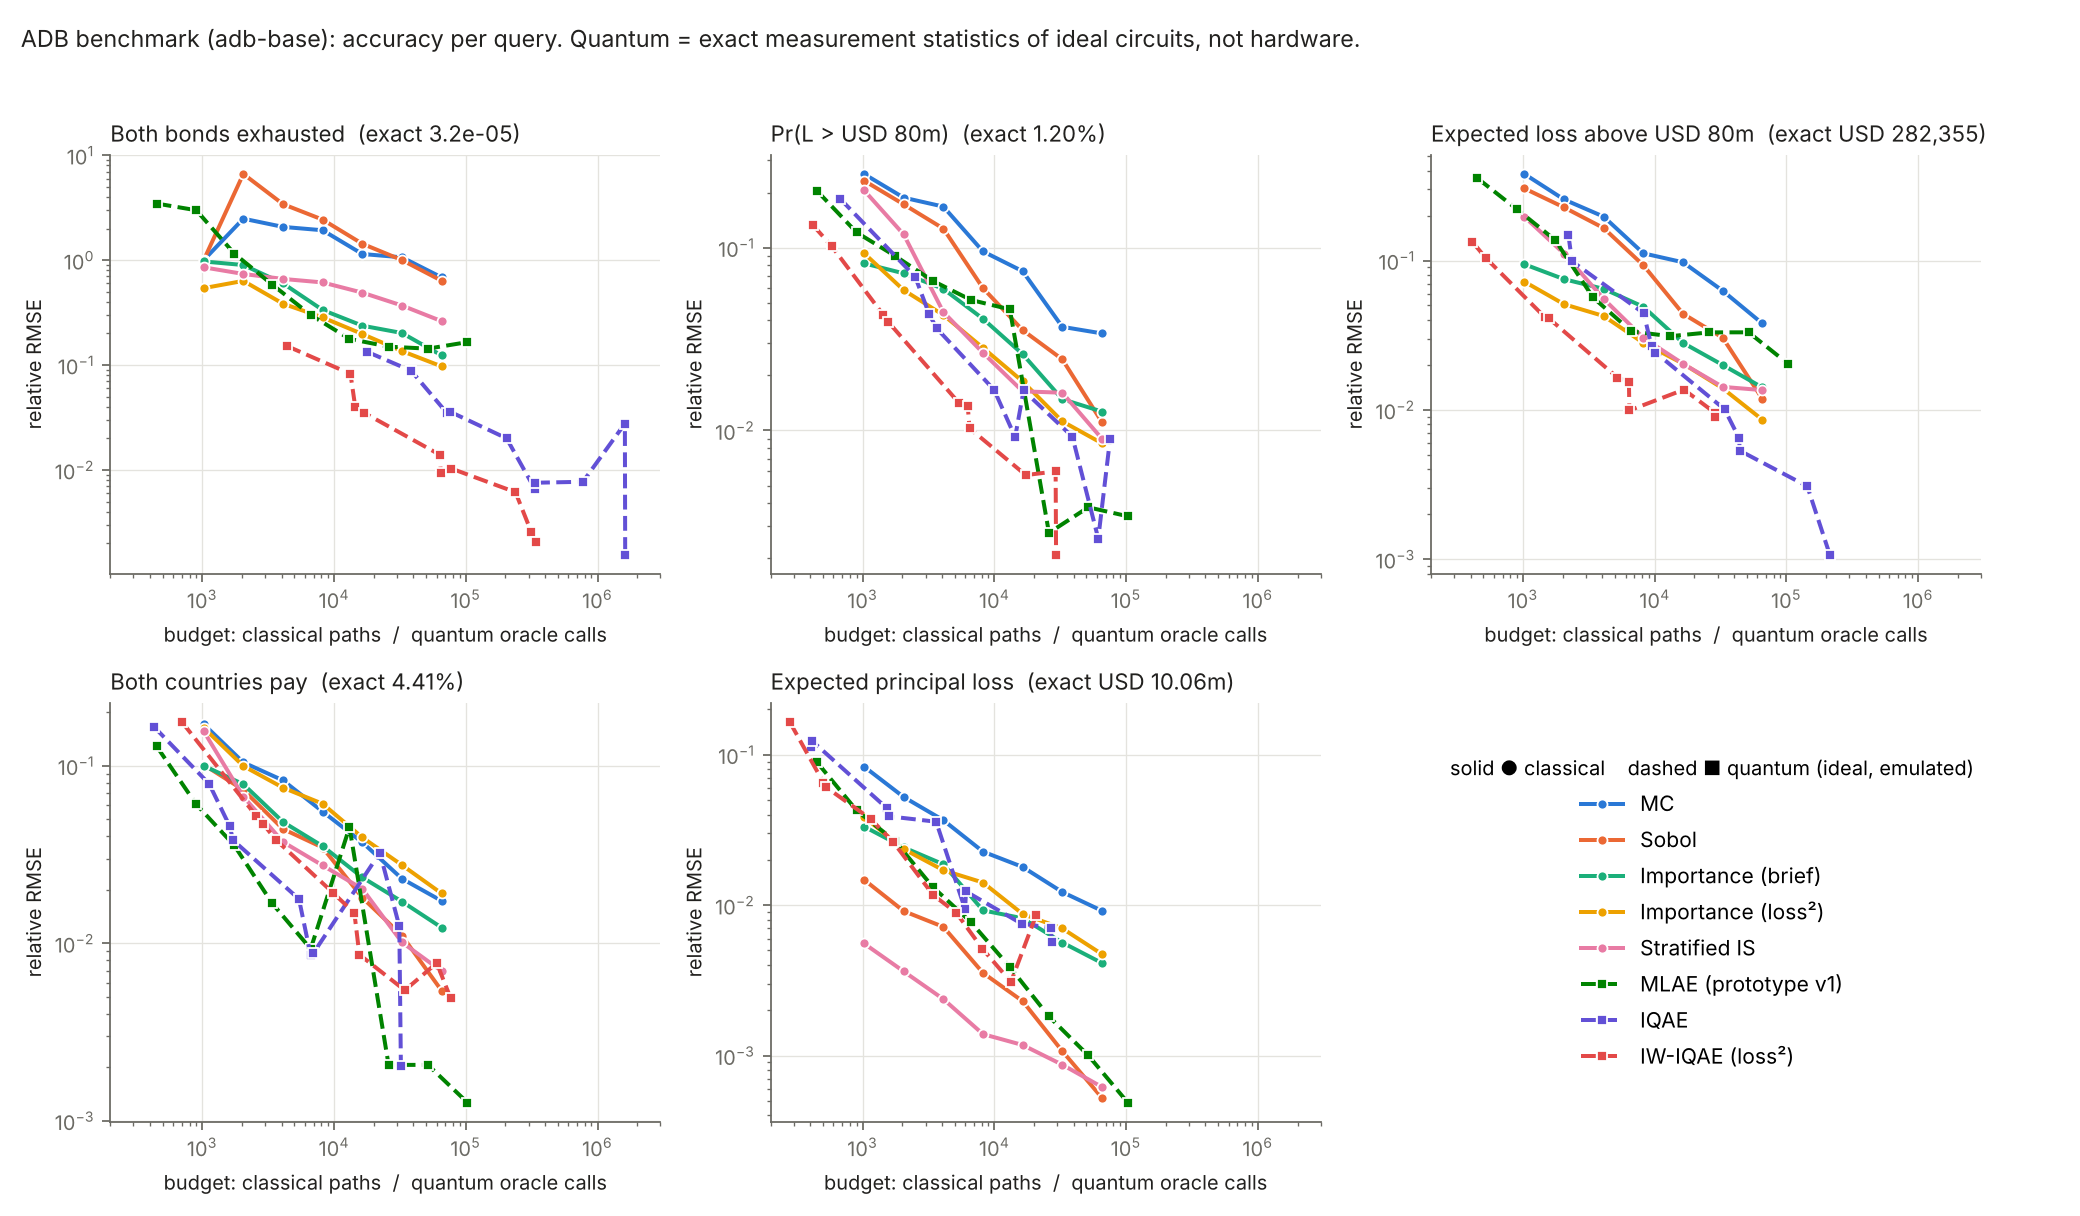 ADB benchmark (adb-base): accuracy per query. Quantum = exact measurement statistics of ideal circuits, not hardware.
Both bonds exhausted (exact 3.2e-05)
relative RMSE
10¹
10⁰
10⁻¹
10⁻²
10³ 10⁴ 10⁵ 10⁶
budget: classical paths / quantum oracle calls
Pr(L > USD 80m) (exact 1.20%)
relative RMSE
10⁻¹
10⁻²
10³ 10⁴ 10⁵ 10⁶
budget: classical paths / quantum oracle calls
Expected loss above USD 80m (exact USD 282,355)
relative RMSE
10⁻¹
10⁻²
10⁻³
10³ 10⁴ 10⁵ 10⁶
budget: classical paths / quantum oracle calls
Both countries pay (exact 4.41%)
relative RMSE
10⁻¹
10⁻²
10⁻³
10³ 10⁴ 10⁵ 10⁶
budget: classical paths / quantum oracle calls
Expected principal loss (exact USD 10.06m)
relative RMSE
10⁻¹
10⁻²
10⁻³
10³ 10⁴ 10⁵ 10⁶
budget: classical paths / quantum oracle calls
solid ● classical dashed ■ quantum (ideal, emulated)
MC
Sobol
Importance (brief)
Importance (loss²)
Stratified IS
MLAE (prototype v1)
IQAE
IW-IQAE (loss²)